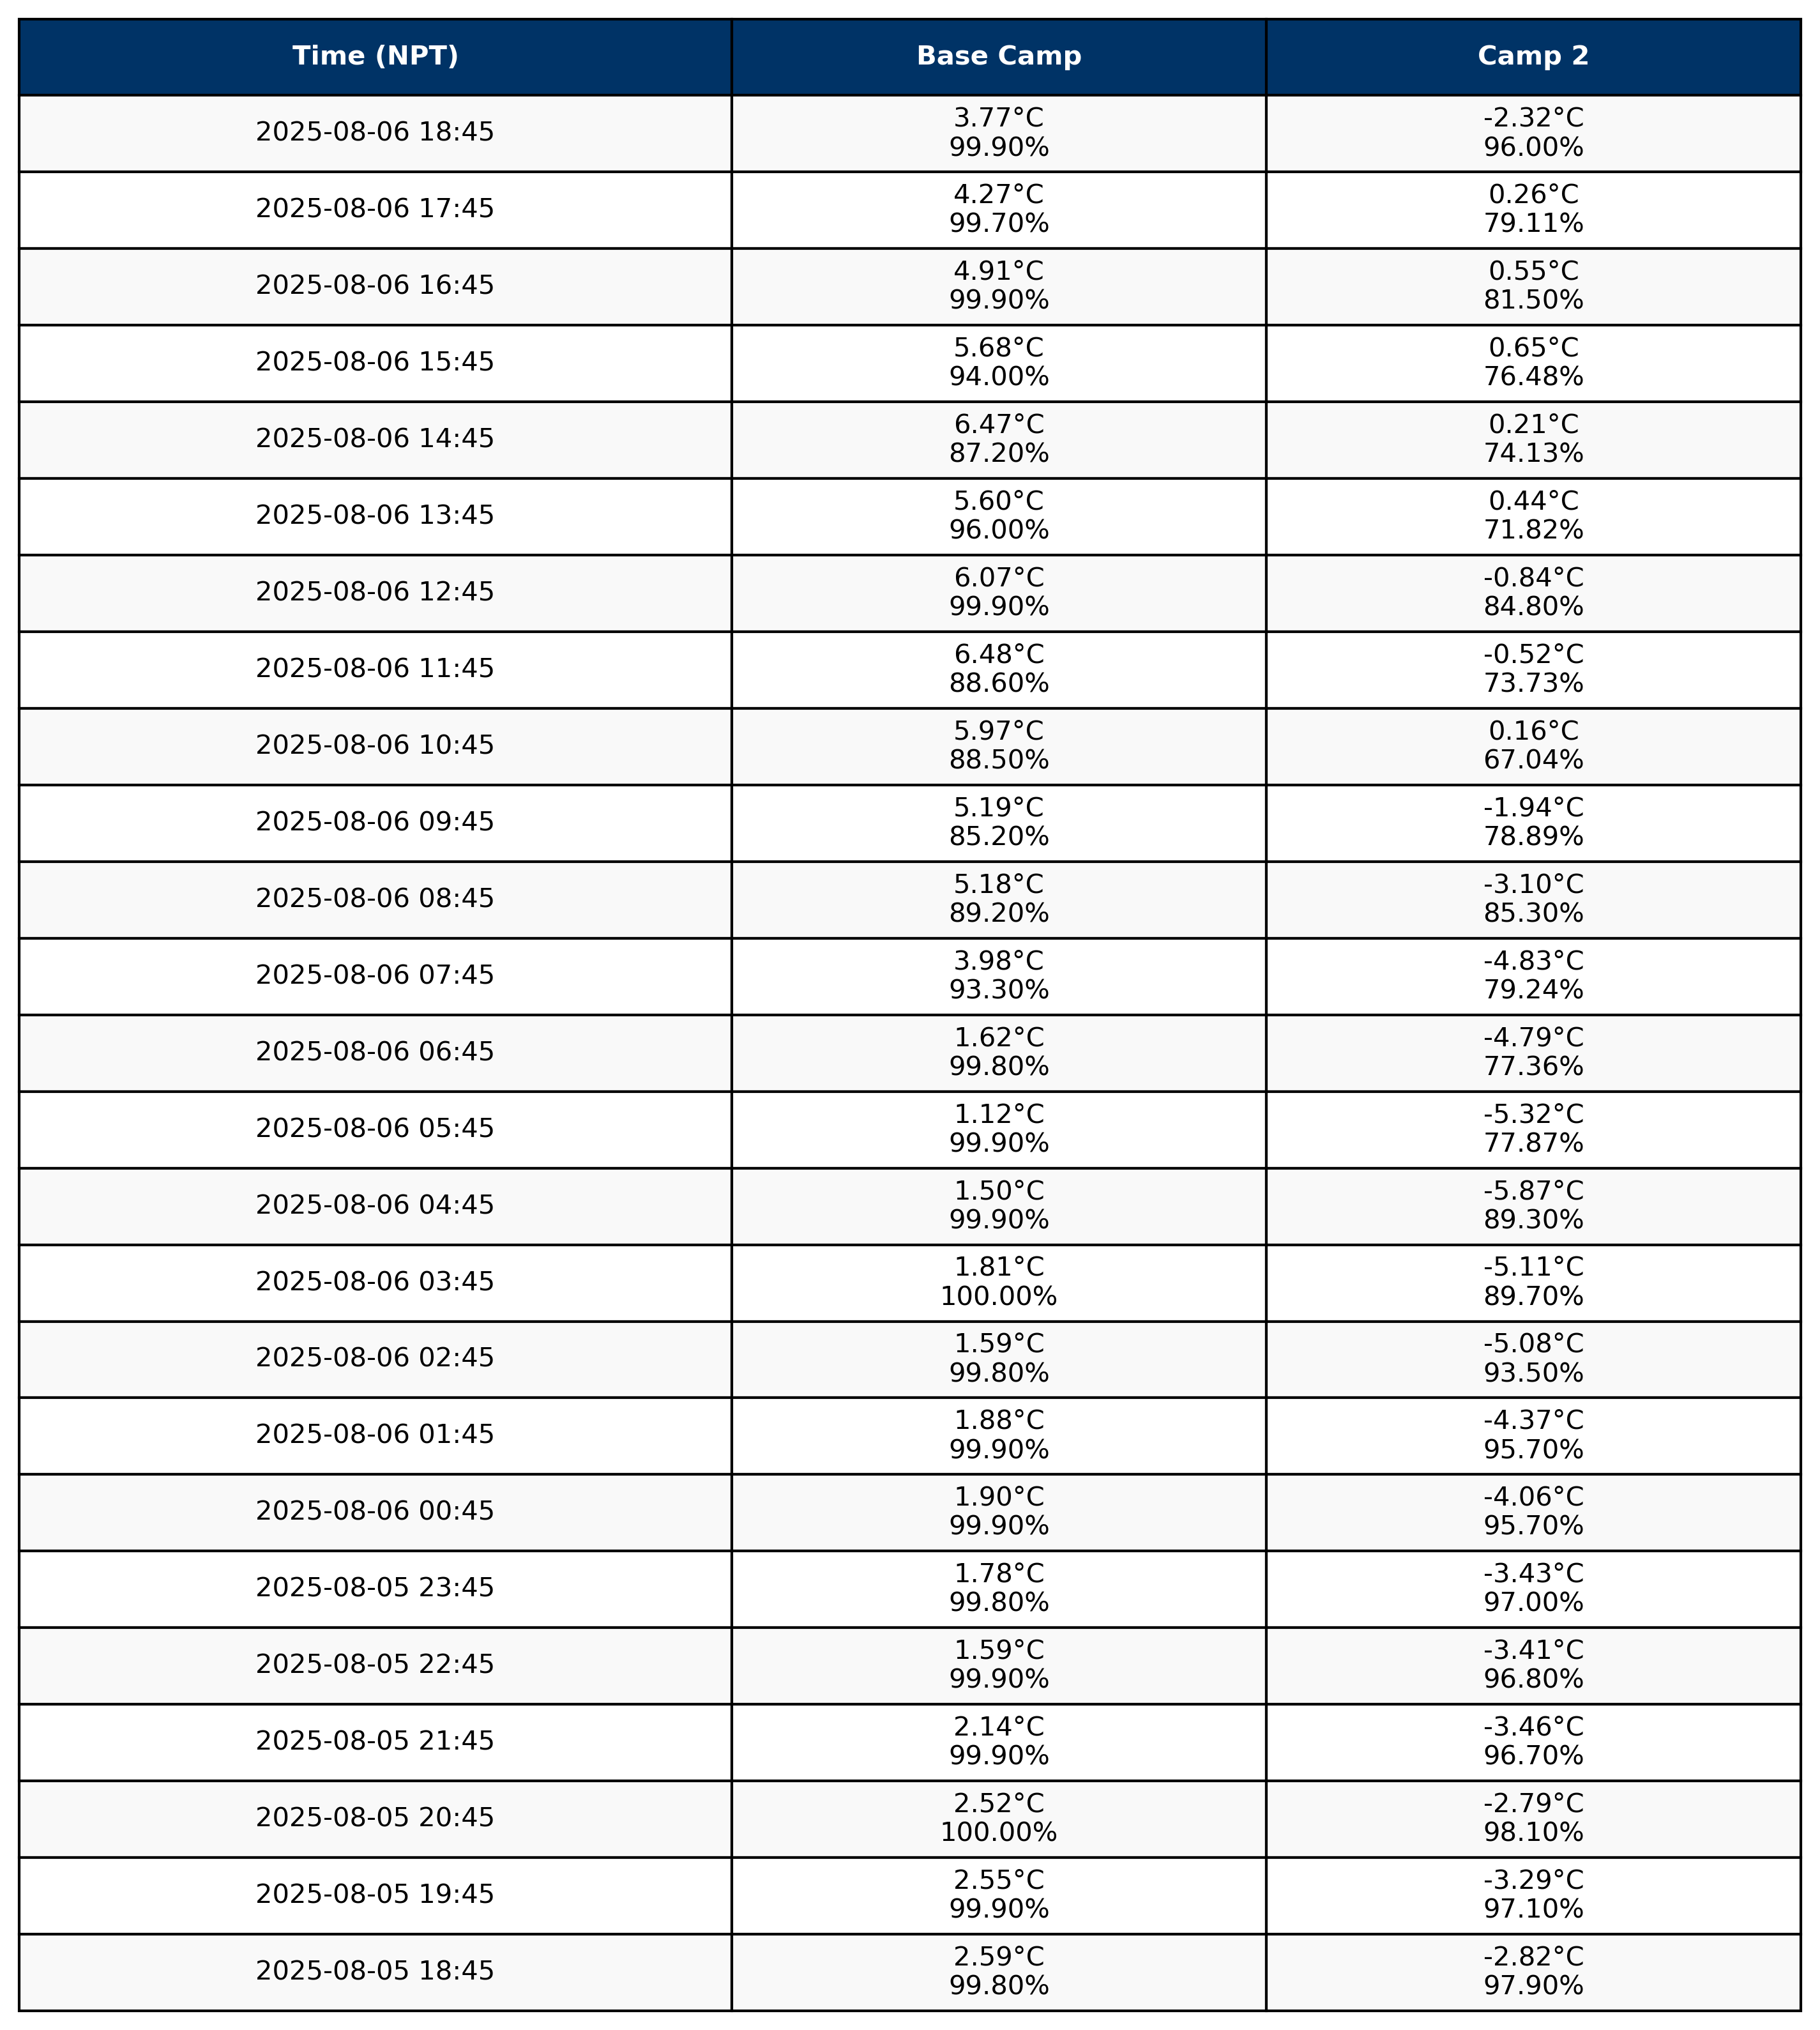 Time (NPT) Base Camp Camp 2
2025-08-06 18:45 3.77°C -2.32°C
99.90% 96.00%
2025-08-06 17:45 4.27°C 0.26°C
99.70% 79.11%
2025-08-06 16:45 4.91°C 0.55°C
99.90% 81.50%
2025-08-06 15:45 5.68°C 0.65°C
94.00% 76.48%
2025-08-06 14:45 6.47°C 0.21°C
87.20% 74.13%
2025-08-06 13:45 5.60°C 0.44°C
96.00% 71.82%
2025-08-06 12:45 6.07°C -0.84°C
99.90% 84.80%
2025-08-06 11:45 6.48°C -0.52°C
88.60% 73.73%
2025-08-06 10:45 5.97°C 0.16°C
88.50% 67.04%
2025-08-06 09:45 5.19°C -1.94°C
85.20% 78.89%
2025-08-06 08:45 5.18°C -3.10°C
89.20% 85.30%
2025-08-06 07:45 3.98°C -4.83°C
93.30% 79.24%
2025-08-06 06:45 1.62°C -4.79°C
99.80% 77.36%
2025-08-06 05:45 1.12°C -5.32°C
99.90% 77.87%
2025-08-06 04:45 1.50°C -5.87°C
99.90% 89.30%
2025-08-06 03:45 1.81°C -5.11°C
100.00% 89.70%
2025-08-06 02:45 1.59°C -5.08°C
99.80% 93.50%
2025-08-06 01:45 1.88°C -4.37°C
99.90% 95.70%
2025-08-06 00:45 1.90°C -4.06°C
99.90% 95.70%
2025-08-05 23:45 1.78°C -3.43°C
99.80% 97.00%
2025-08-05 22:45 1.59°C -3.41°C
99.90% 96.80%
2025-08-05 21:45 2.14°C -3.46°C
99.90% 96.70%
2025-08-05 20:45 2.52°C -2.79°C
100.00% 98.10%
2025-08-05 19:45 2.55°C -3.29°C
99.90% 97.10%
2025-08-05 18:45 2.59°C -2.82°C
99.80% 97.90%